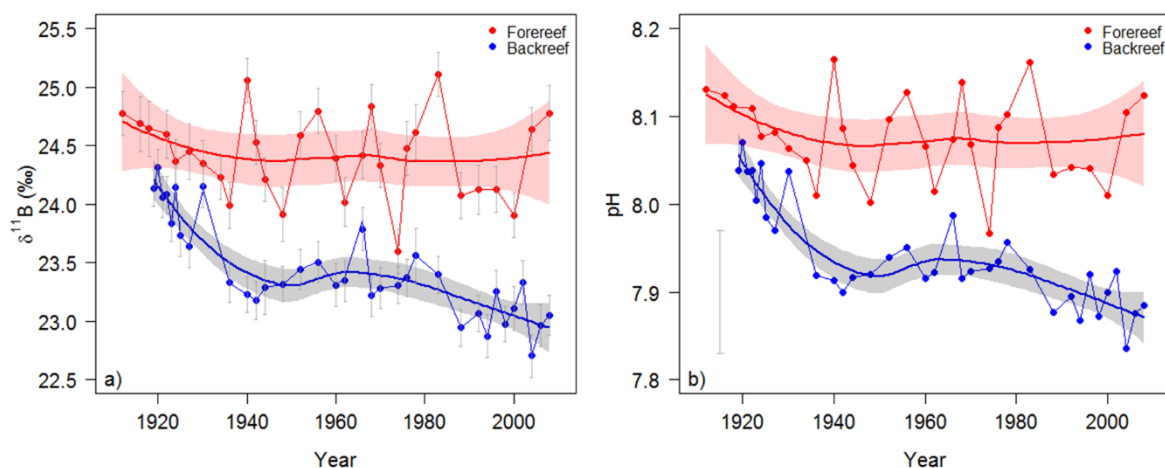 25.5
25.0
24.5
24.0
23.5
23.0
22.5
δ¹¹B (‰)
Forereef
Backreef
a)
1920 1940 1960 1980 2000
Year
8.2
8.1
8.0
7.9
7.8
pH
Forereef
Backreef
b)
1920 1940 1960 1980 2000
Year